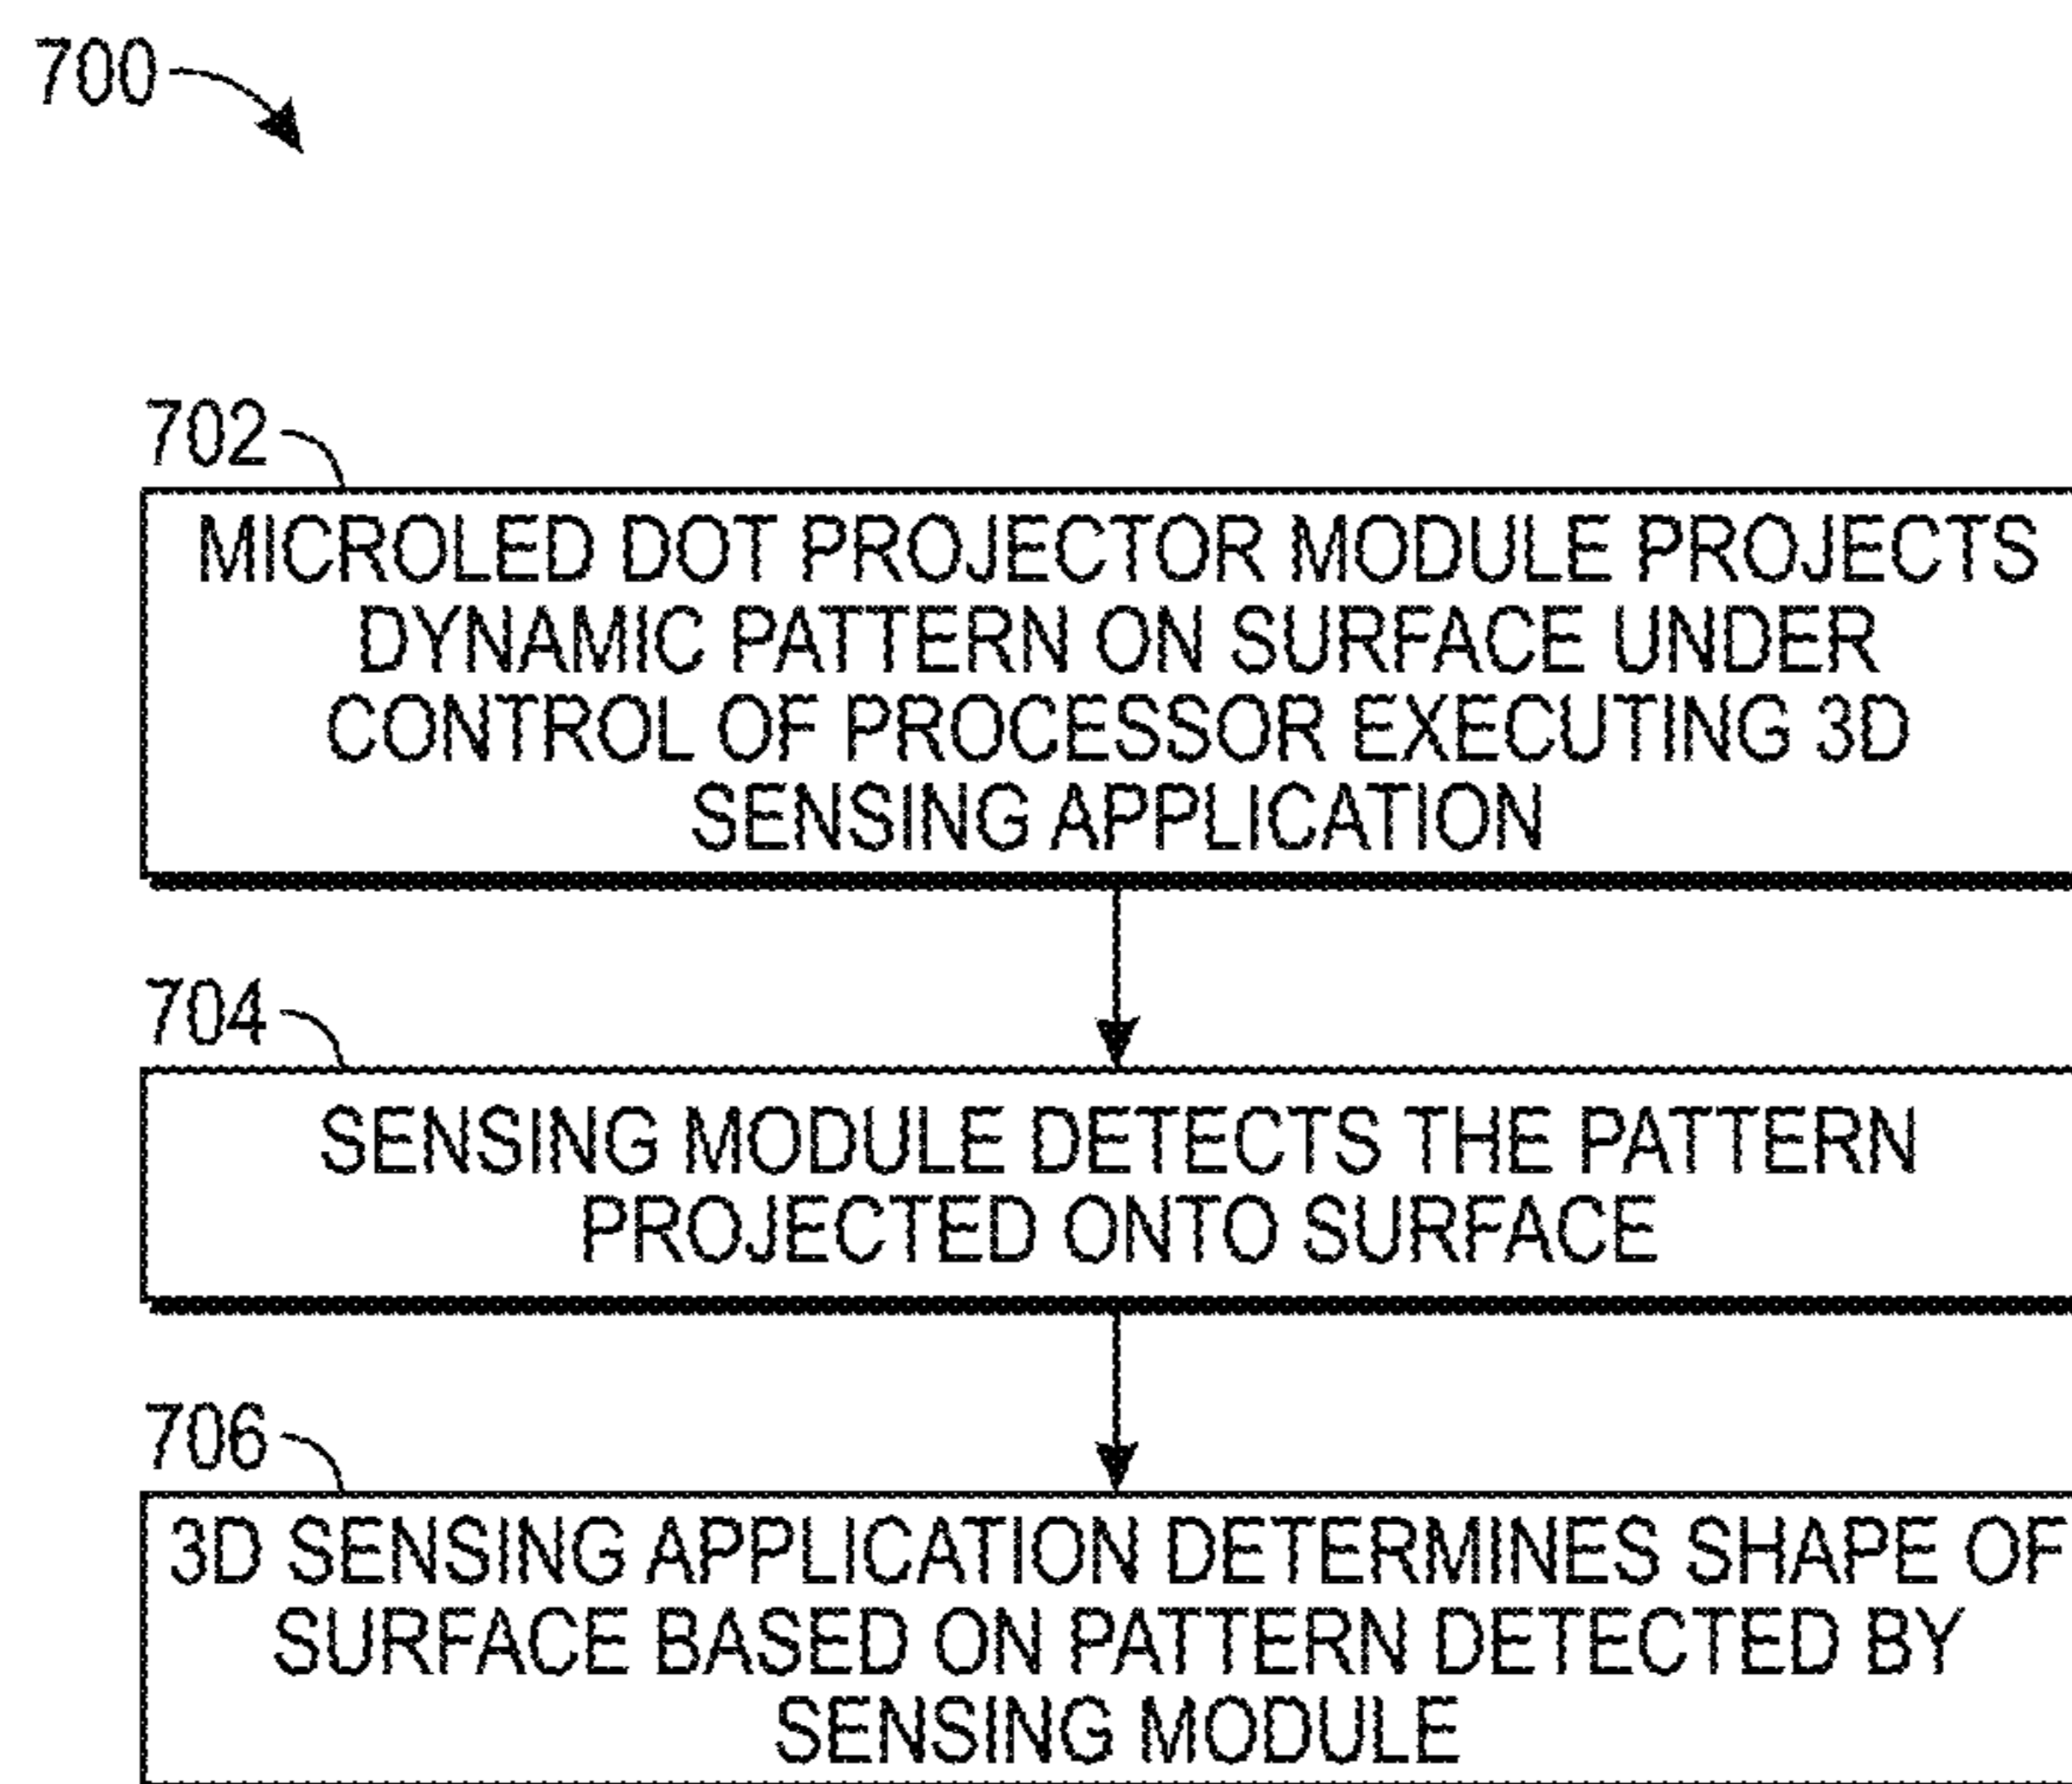 700
702
MICROLED DOT PROJECTOR MODULE PROJECTS
DYNAMIC PATTERN ON SURFACE UNDER
CONTROL OF PROCESSOR EXECUTING 3D
SENSING APPLICATION
704
SENSING MODULE DETECTS THE PATTERN
PROJECTED ONTO SURFACE
706
3D SENSING APPLICATION DETERMINES SHAPE OF
SURFACE BASED ON PATTERN DETECTED BY
SENSING MODULE